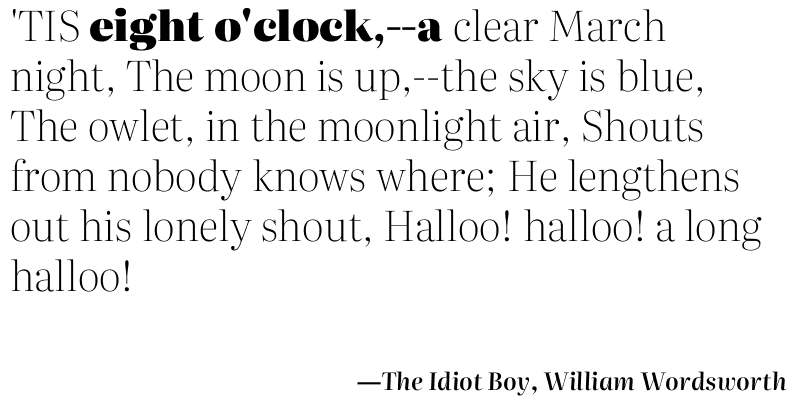 'TIS eight o'clock,--a clear March
night, The moon is up,--the sky is blue,
The owlet, in the moonlight air, Shouts
from nobody knows where; He lengthens
out his lonely shout, Halloo! halloo! a long
halloo!
—The Idiot Boy, William Wordsworth